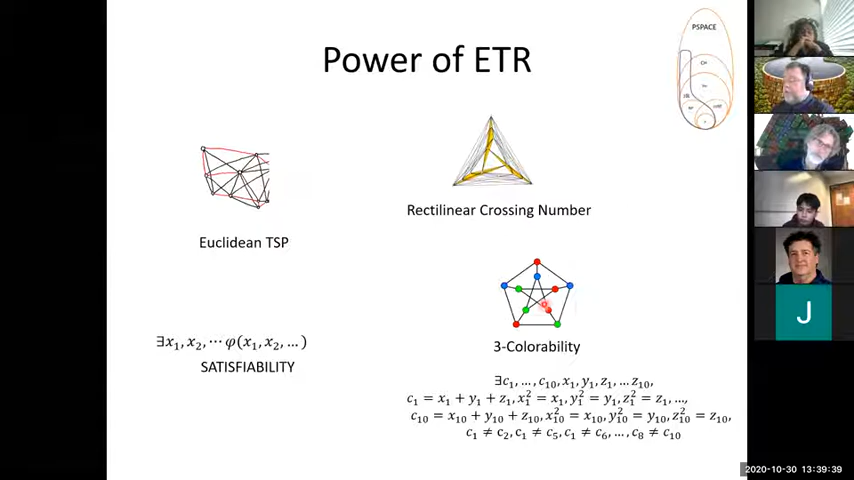 Power of ETR
PSPACE
Euclidean TSP
Rectilinear Crossing Number
3-Colorability
∃x₁, x₂, ⋯ φ(x₁, x₂, …)
SATISFIABILITY
∃c₁, …, c₁₀, x₁, y₁, z₁, … z₁₀,
c₁ = x₁ + y₁ + z₁, x₁² = x₁, y₁² = y₁, z₁² = z₁, …,
c₁₀ = x₁₀ + y₁₀ + z₁₀, x₁₀² = x₁₀, y₁₀² = y₁₀, z₁₀² = z₁₀,
c₁ ≠ c₂, c₁ ≠ c₅, c₁ ≠ c₆, …, c₈ ≠ c₁₀
J
2020-10-30 13:39:39